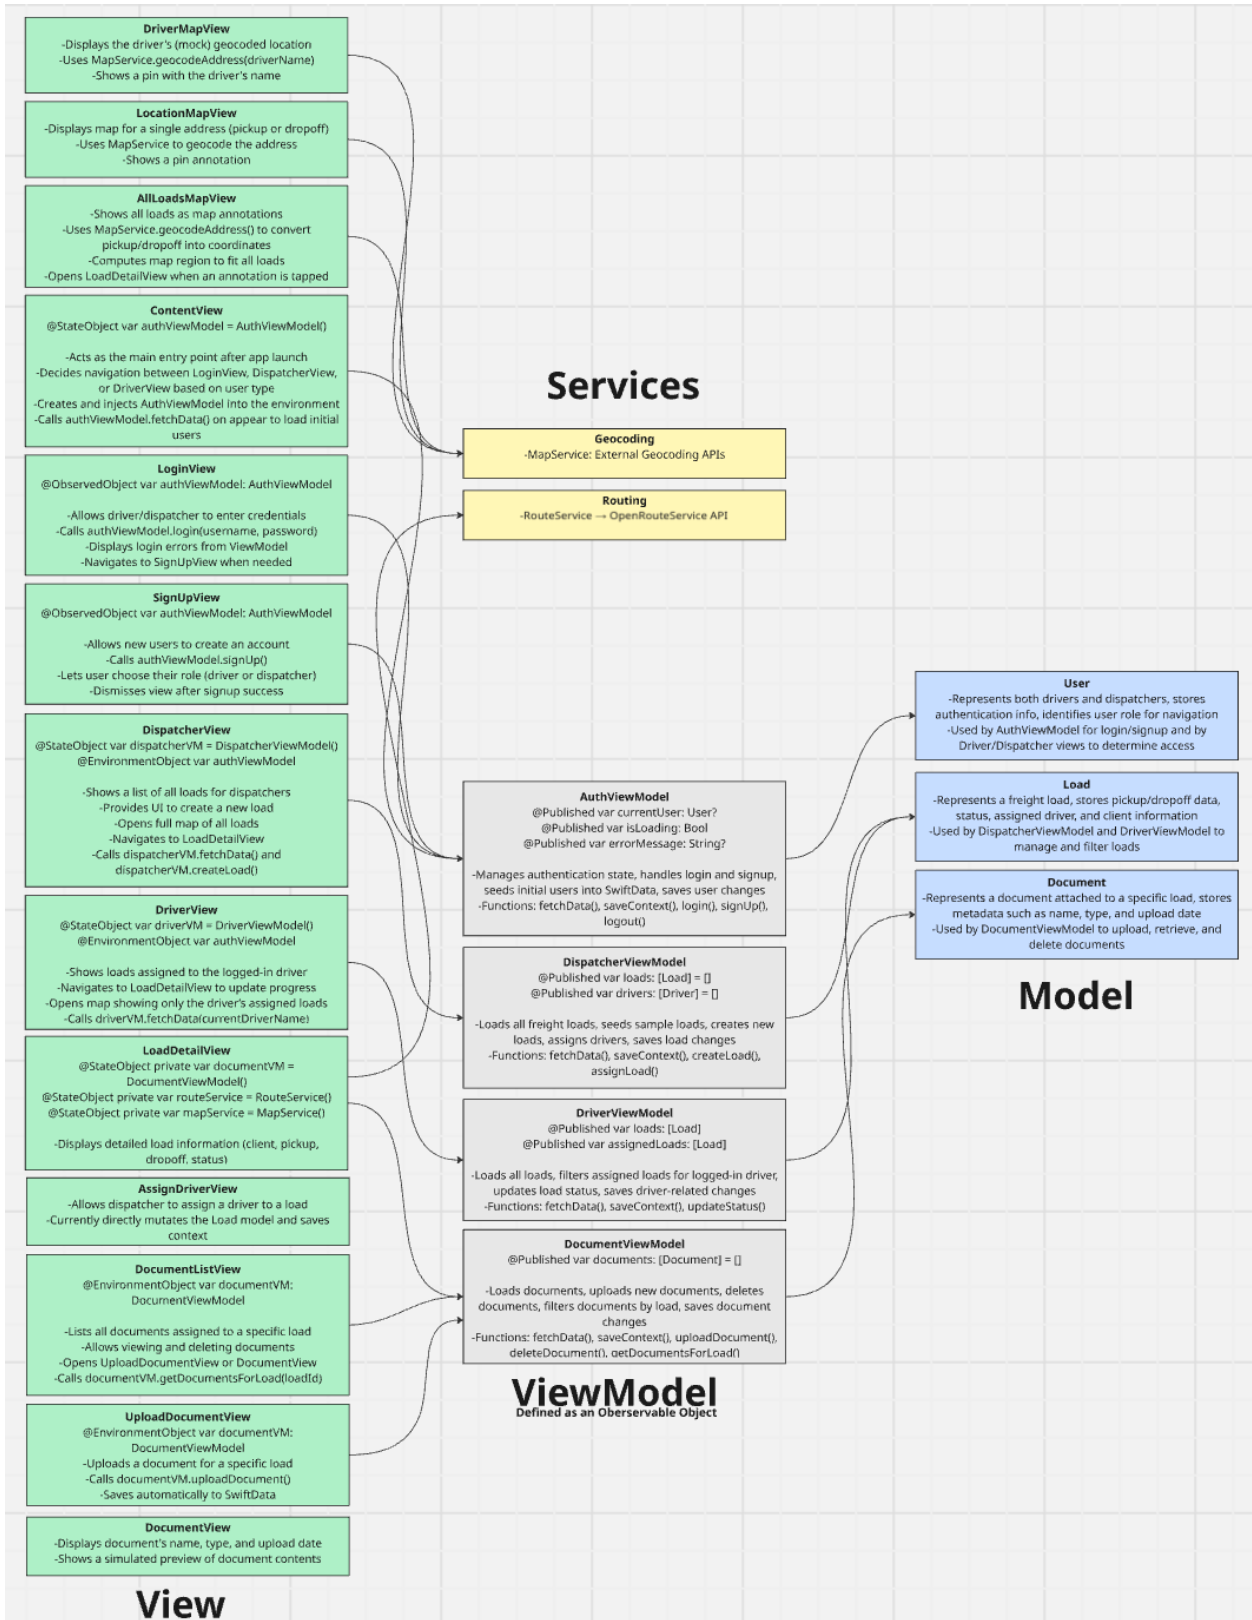 DriverMapView
-Displays the driver's (mock) geocoded location
-Uses MapService.geocodeAddress(driverName)
-Shows a pin with the driver's name
LocationMapView
-Displays map for a single address (pickup or dropoff)
-Uses MapService to geocode the address
-Shows a pin annotation
AllLoadsMapView
-Shows all loads as map annotations
-Uses MapService.geocodeAddress() to convert
pickup/dropoff into coordinates
-Computes map region to fit all loads
-Opens LoadDetailView when an annotation is tapped
ContentView
@StateObject var authViewModel = AuthViewModel()
-Acts as the main entry point after app launch
-Decides navigation between LoginView, DispatcherView,
or DriverView based on user type
-Creates and injects AuthViewModel into the environment
-Calls authViewModel.fetchData() on appear to load initial
users
LoginView
@ObservedObject var authViewModel: AuthViewModel
-Allows driver/dispatcher to enter credentials
-Calls authViewModel.login(username, password)
-Displays login errors from ViewModel
-Navigates to SignUpView when needed
SignUpView
@ObservedObject var authViewModel: AuthViewModel
-Allows new users to create an account
-Calls authViewModel.signUp()
-Lets user choose their role (driver or dispatcher)
-Dismisses view after signup success
DispatcherView
@StateObject var dispatcherVM = DispatcherViewModel()
@EnvironmentObject var authViewModel
-Shows a list of all loads for dispatchers
-Provides UI to create a new load
-Opens full map of all loads
-Navigates to LoadDetailView
-Calls dispatcherVM.fetchData() and
dispatcherVM.createLoad()
DriverView
@StateObject var driverVM = DriverViewModel()
@EnvironmentObject var authViewModel
-Shows loads assigned to the logged-in driver
-Navigates to LoadDetailView to update progress
-Opens map showing only the driver's assigned loads
-Calls driverVM.fetchData(currentDriverName)
LoadDetailView
@StateObject private var documentVM =
DocumentViewModel()
@StateObject private var routeService = RouteService()
@StateObject private var mapService = MapService()
-Displays detailed load information (client, pickup,
dropoff, status)
AssignDriverView
-Allows dispatcher to assign a driver to a load
-Currently directly mutates the Load model and saves
context
DocumentListView
@EnvironmentObject var documentVM:
DocumentViewModel
-Lists all documents assigned to a specific load
-Allows viewing and deleting documents
-Opens UploadDocumentView or DocumentView
-Calls documentVM.getDocumentsForLoad(loadId)
UploadDocumentView
@EnvironmentObject var documentVM:
DocumentViewModel
-Uploads a document for a specific load
-Calls documentVM.uploadDocument()
-Saves automatically to SwiftData
DocumentView
-Displays document's name, type, and upload date
-Shows a simulated preview of document contents
View
Services
Geocoding
-MapService: External Geocoding APIs
Routing
-RouteService → OpenRouteService API
AuthViewModel
@Published var currentUser: User?
@Published var isLoading: Bool
@Published var errorMessage: String?
-Manages authentication state, handles login and signup,
seeds initial users into SwiftData, saves user changes
-Functions: fetchData(), saveContext(), login(), signUp(),
logout()
DispatcherViewModel
@Published var loads: [Load] = []
@Published var drivers: [Driver] = []
-Loads all freight loads, seeds sample loads, creates new
loads, assigns drivers, saves load changes
-Functions: fetchData(), saveContext(), createLoad(),
assignLoad()
DriverViewModel
@Published var loads: [Load]
@Published var assignedLoads: [Load]
-Loads all loads, filters assigned loads for logged-in driver,
updates load status, saves driver-related changes
-Functions: fetchData(), saveContext(), updateStatus()
DocumentViewModel
@Published var documents: [Document] = []
-Loads documents, uploads new documents, deletes
documents, filters documents by load, saves document
changes
-Functions: fetchData(), saveContext(), uploadDocument(),
deleteDocument(), getDocumentsForLoad()
ViewModel
Defined as an Oberservable Object
User
-Represents both drivers and dispatchers, stores
authentication info, identifies user role for navigation
-Used by AuthViewModel for login/signup and by
Driver/Dispatcher views to determine access
Load
-Represents a freight load, stores pickup/dropoff data,
status, assigned driver, and client information
-Used by DispatcherViewModel and DriverViewModel to
manage and filter loads
Document
-Represents a document attached to a specific load, stores
metadata such as name, type, and upload date
-Used by DocumentViewModel to upload, retrieve, and
delete documents
Model